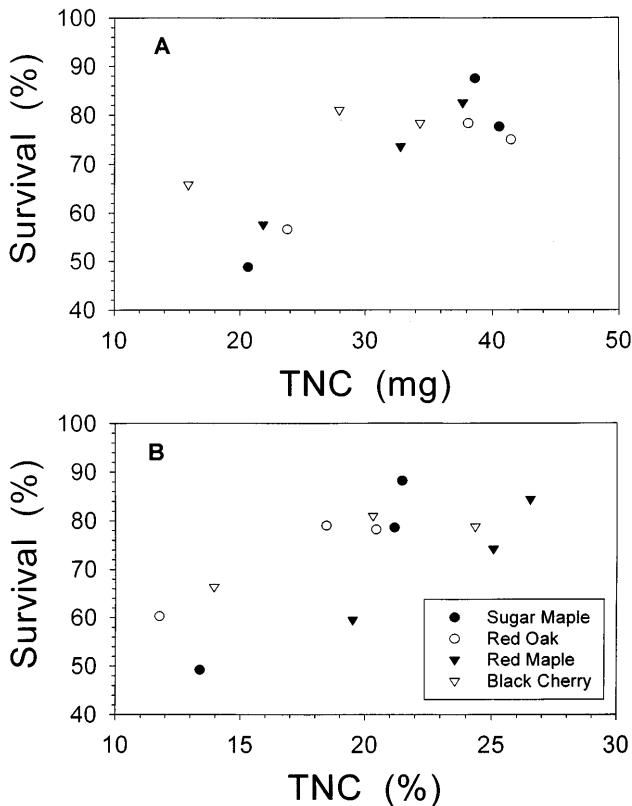 A
Survival (%)
100
90
80
70
60
50
40
10
20
30
40
50
TNC (mg)
B
Survival (%)
100
90
80
70
60
50
40
Sugar Maple
Red Oak
Red Maple
Black Cherry
10
15
20
25
30
TNC (%)